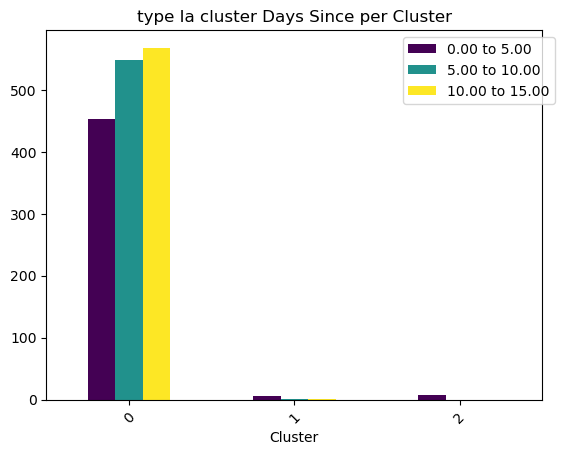 type Ia cluster Days Since per Cluster
0.00 to 5.00
5.00 to 10.00
10.00 to 15.00
500
400
300
200
100
0
0
1
2
Cluster